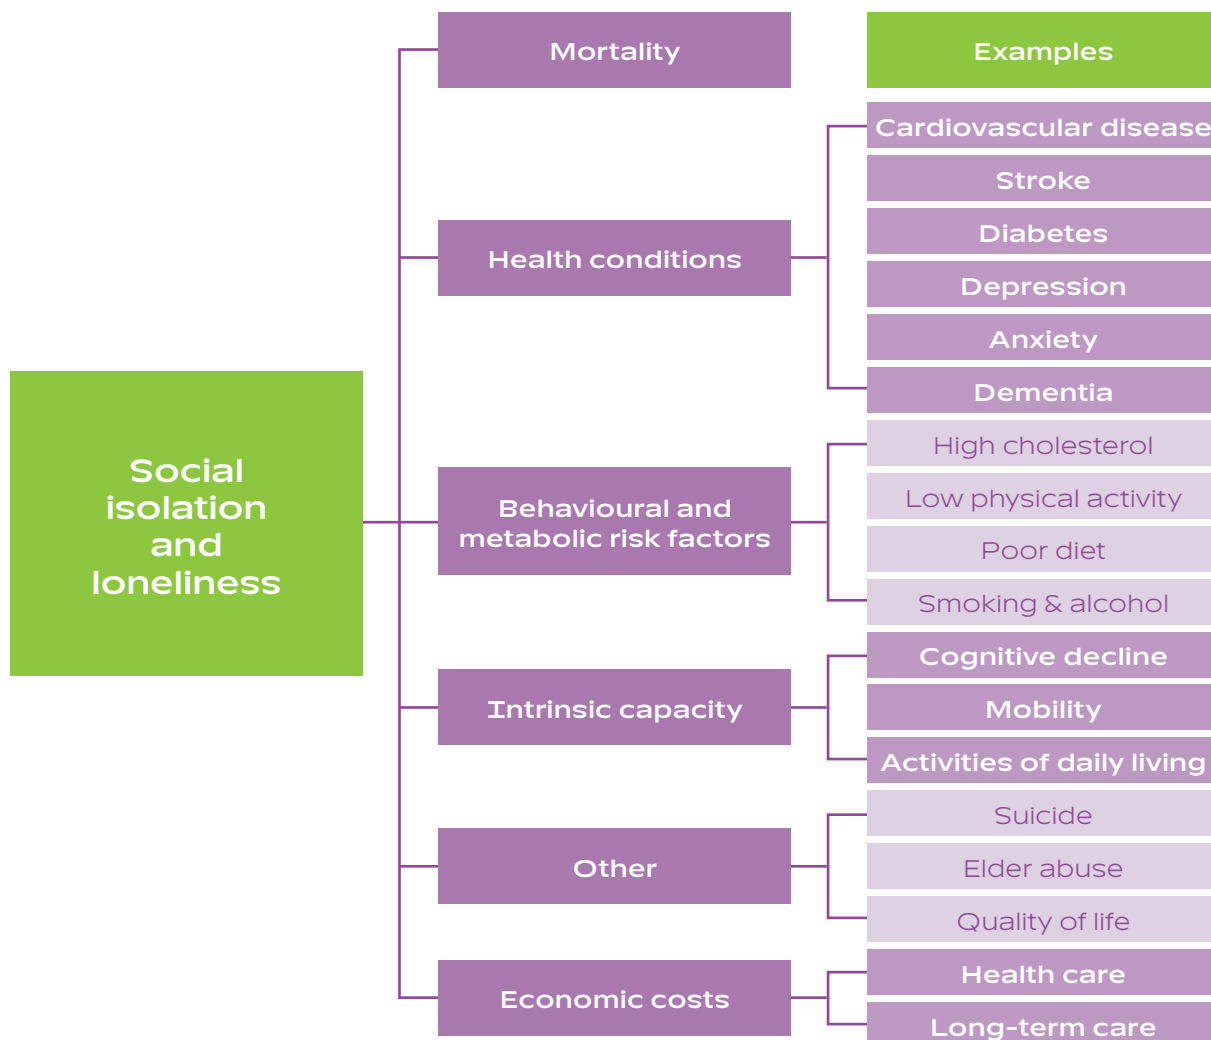 Social
isolation
and
loneliness
Mortality
Examples
Health conditions
Cardiovascular disease
Stroke
Diabetes
Depression
Anxiety
Dementia
Behavioural and
metabolic risk factors
High cholesterol
Low physical activity
Poor diet
Smoking & alcohol
Intrinsic capacity
Cognitive decline
Mobility
Activities of daily living
Other
Suicide
Elder abuse
Quality of life
Economic costs
Health care
Long-term care